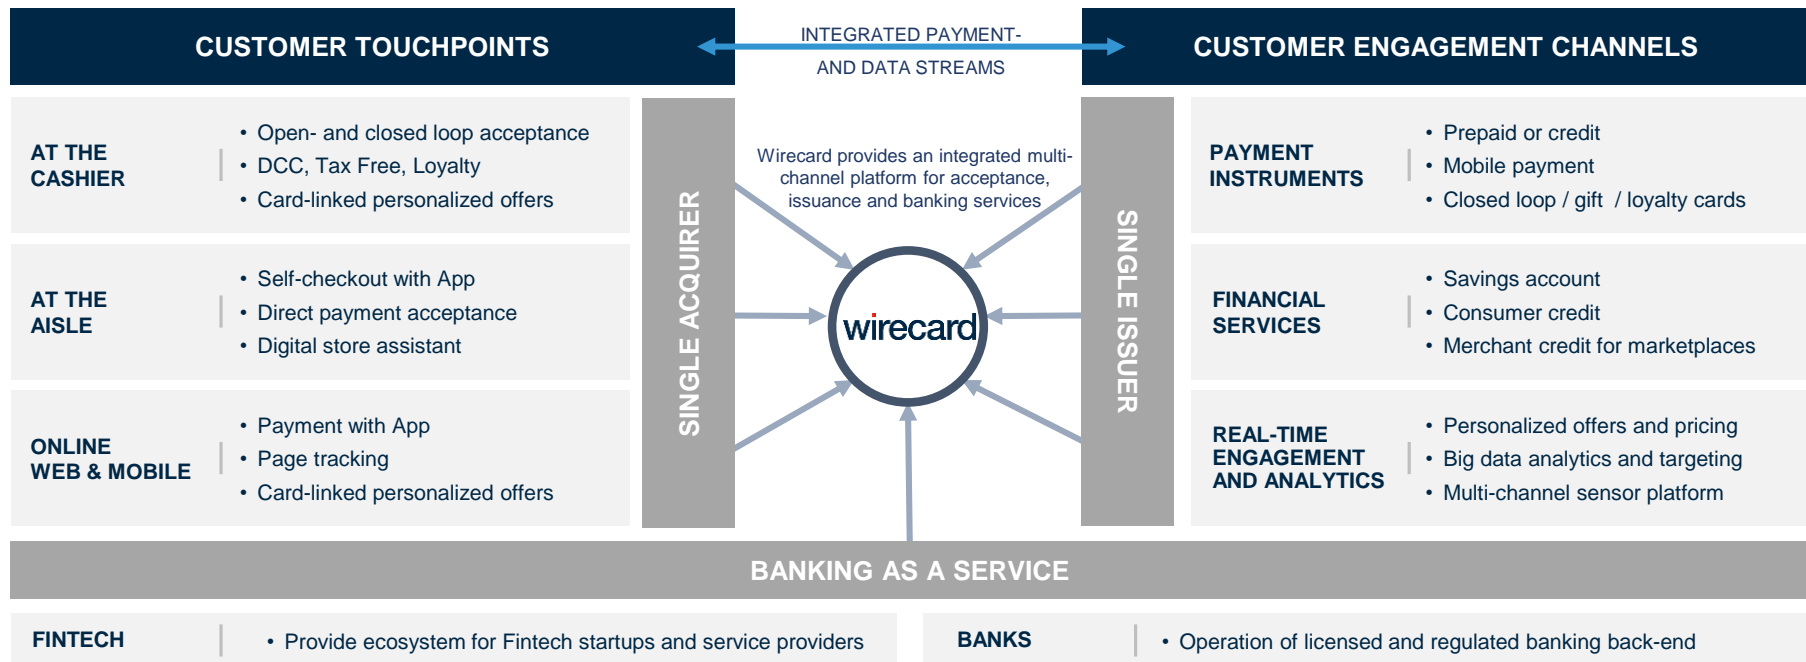 CUSTOMER TOUCHPOINTS
INTEGRATED PAYMENT-
AND DATA STREAMS
CUSTOMER ENGAGEMENT CHANNELS
AT THE
CASHIER
• Open- and closed loop acceptance
• DCC, Tax Free, Loyalty
• Card-linked personalized offers
AT THE
AISLE
• Self-checkout with App
• Direct payment acceptance
• Digital store assistant
ONLINE
WEB & MOBILE
• Payment with App
• Page tracking
• Card-linked personalized offers
SINGLE ACQUIRER
Wirecard provides an integrated multi-
channel platform for acceptance,
issuance and banking services
wirecard
SINGLE ISSUER
PAYMENT
INSTRUMENTS
• Prepaid or credit
• Mobile payment
• Closed loop / gift / loyalty cards
FINANCIAL
SERVICES
• Savings account
• Consumer credit
• Merchant credit for marketplaces
REAL-TIME
ENGAGEMENT
AND ANALYTICS
• Personalized offers and pricing
• Big data analytics and targeting
• Multi-channel sensor platform
BANKING AS A SERVICE
FINTECH
• Provide ecosystem for Fintech startups and service providers
BANKS
• Operation of licensed and regulated banking back-end